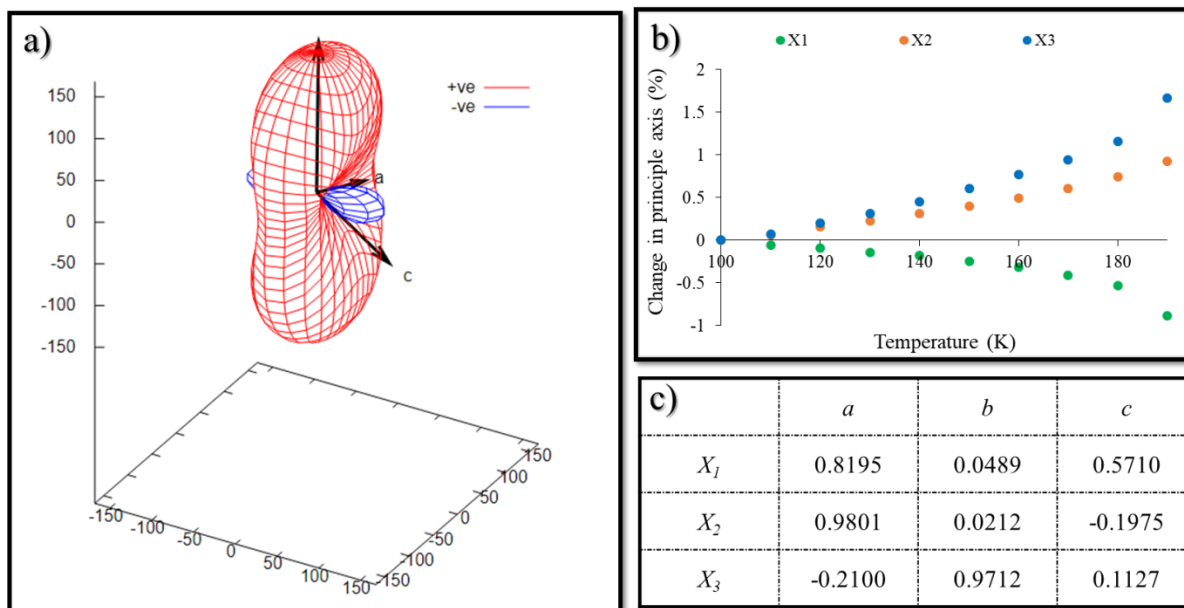 a)
+ve
-ve
150
100
50
0
-50
-100
-150
a
c
-150
-100
-50
0
50
100
150
-150
-100
-50
0
50
100
150
b)
X1 X2 X3
Change in principle axis (%)
2
1.5
1
0.5
0
-0.5
-1
100 120 140 160 180
Temperature (K)
c)
a b c
X1 0.8195 0.0489 0.5710
X2 0.9801 0.0212 -0.1975
X3 -0.2100 0.9712 0.1127